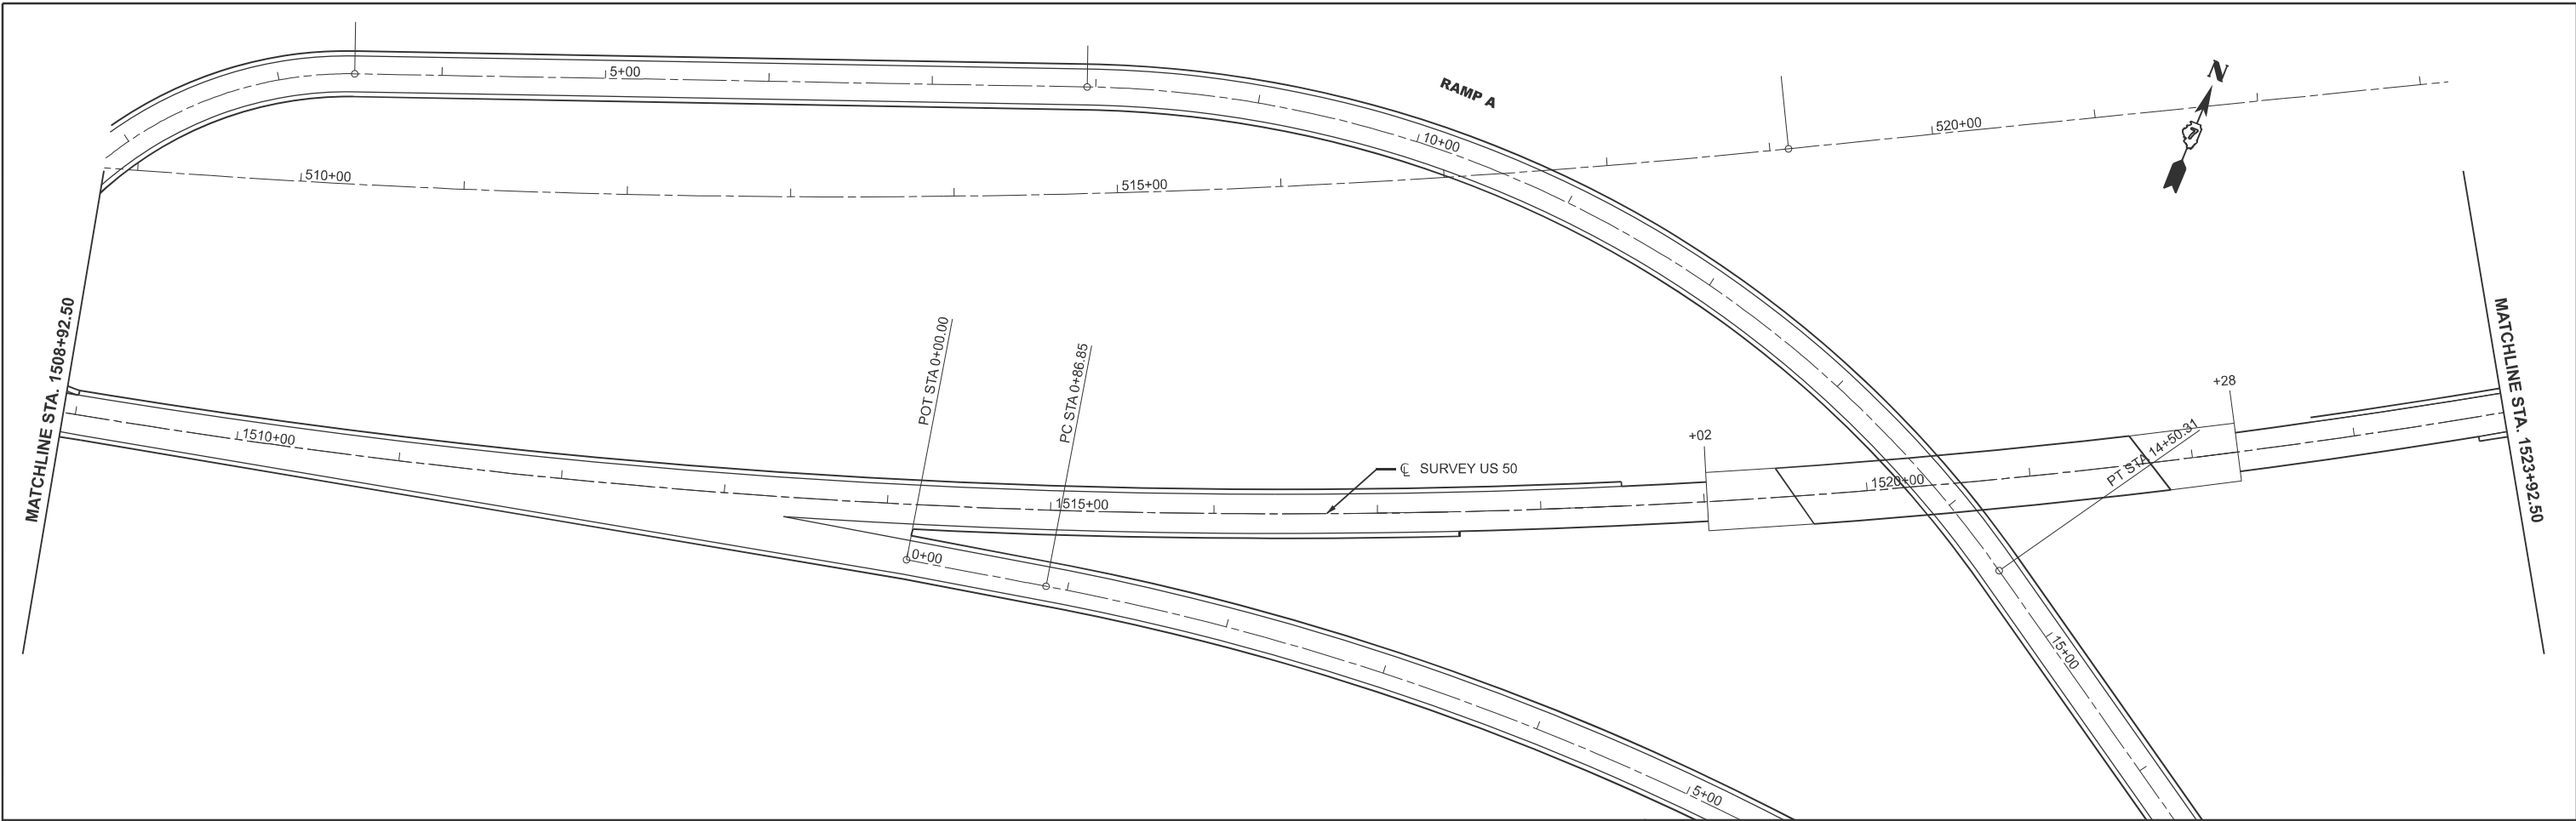 5+00
RAMP A
N
10+00
520+00
510+00
515+00
MATCHLINE STA. 1508+92.50
MATCHLINE STA. 1523+92.50
POT STA 0+00.00
PC STA 0+86.85
+28
+02
1510+00
℄ SURVEY US 50
PT STA 14+50.31
1520+00
1515+00
0+00
15+00
5+00